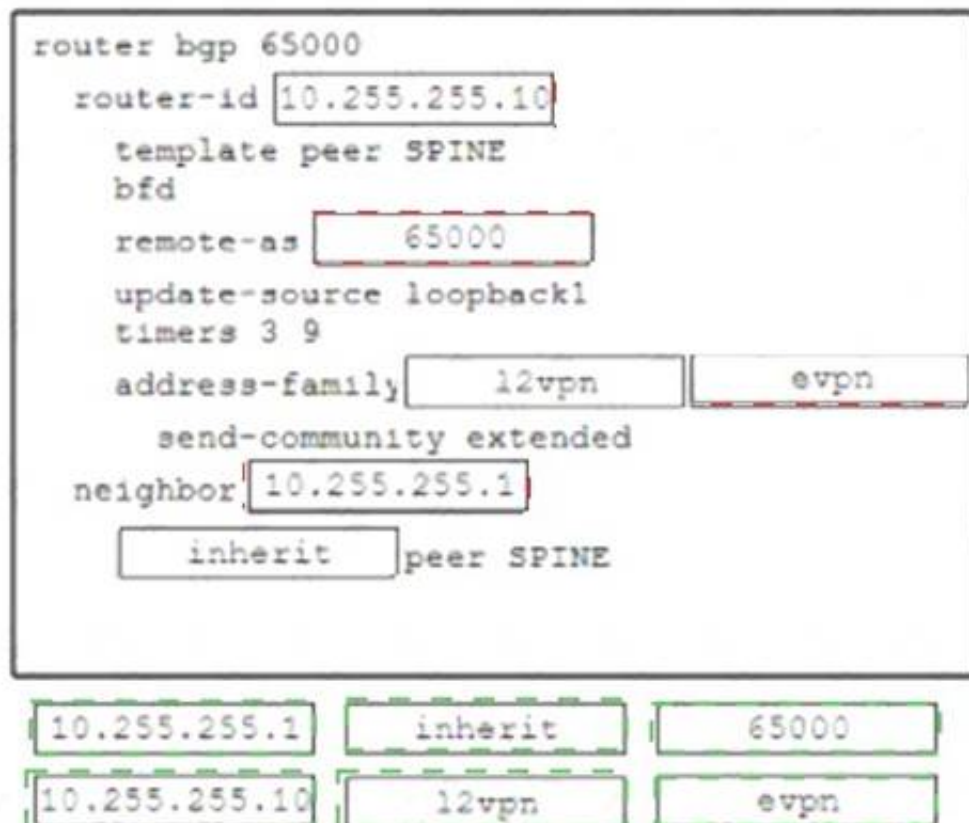 router bgp 65000
router-id 10.255.255.10
template peer SPINE
bfd
remote-as 65000
update-source loopback1
timers 3 9
address-family l2vpn evpn
send-community extended
neighbor 10.255.255.1
inherit peer SPINE
10.255.255.1 inherit 65000
10.255.255.10 l2vpn evpn